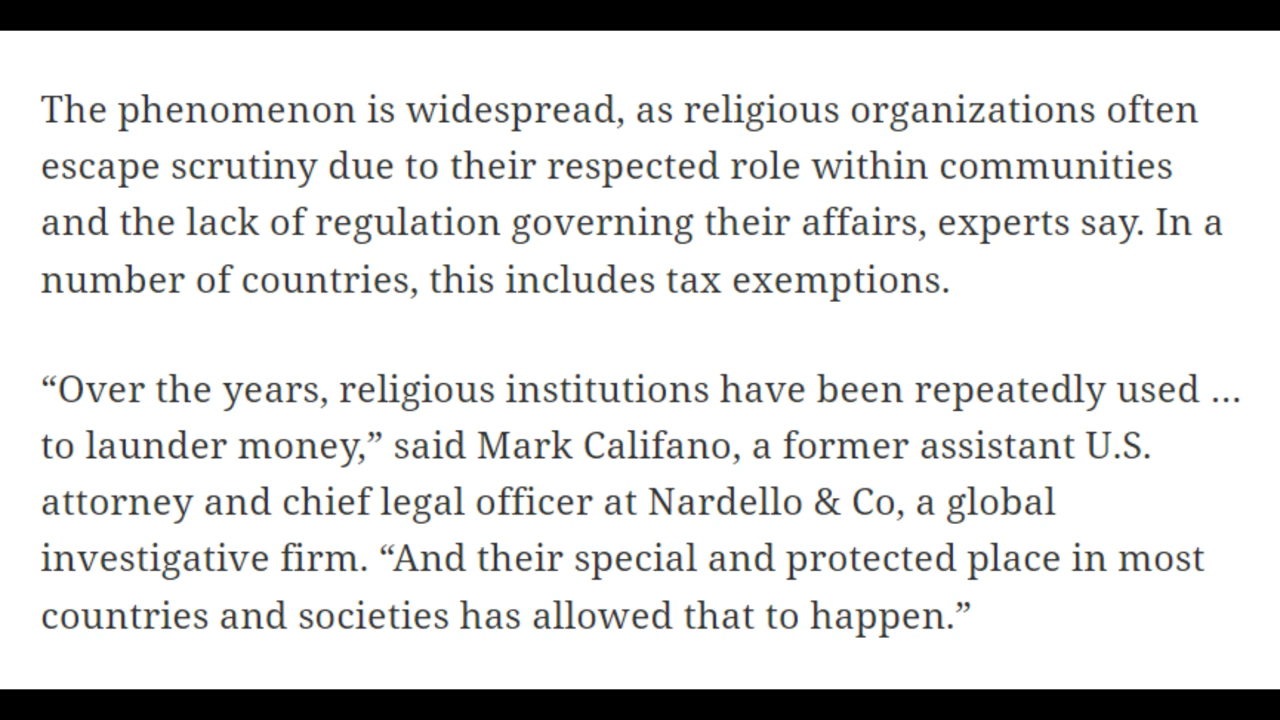 The phenomenon is widespread, as religious organizations often
escape scrutiny due to their respected role within communities
and the lack of regulation governing their affairs, experts say. In a
number of countries, this includes tax exemptions.
“Over the years, religious institutions have been repeatedly used ...
to launder money,” said Mark Califano, a former assistant U.S.
attorney and chief legal officer at Nardello & Co, a global
investigative firm. “And their special and protected place in most
countries and societies has allowed that to happen.”